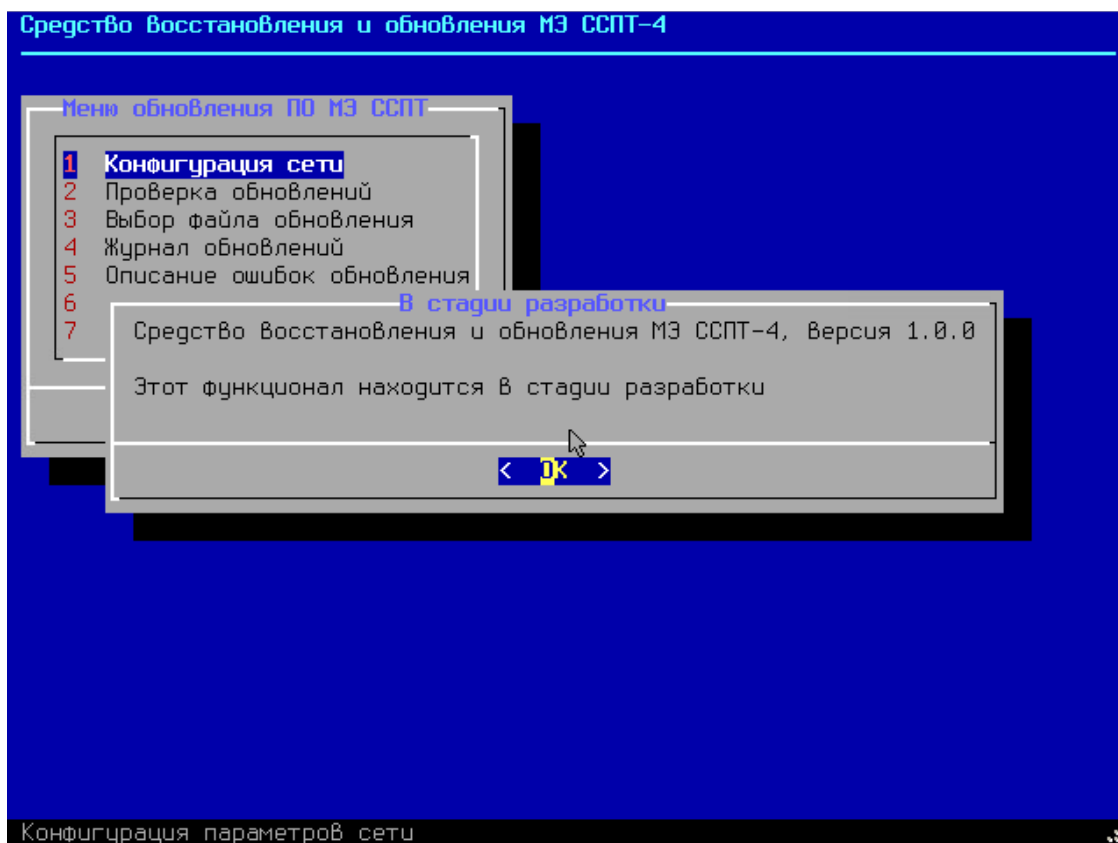 Средство восстановления и обновления МЭ ССПТ-4
Меню обновления ПО МЭ ССПТ
1 Конфигурация сети
2 Проверка обновлений
3 Выбор файла обновления
4 Журнал обновлений
5 Описание ошибок обновления
6
7
В стадии разработки
Средство восстановления и обновления МЭ ССПТ-4, версия 1.0.0
Этот функционал находится в стадии разработки
< OK >
Конфигурация параметров сети